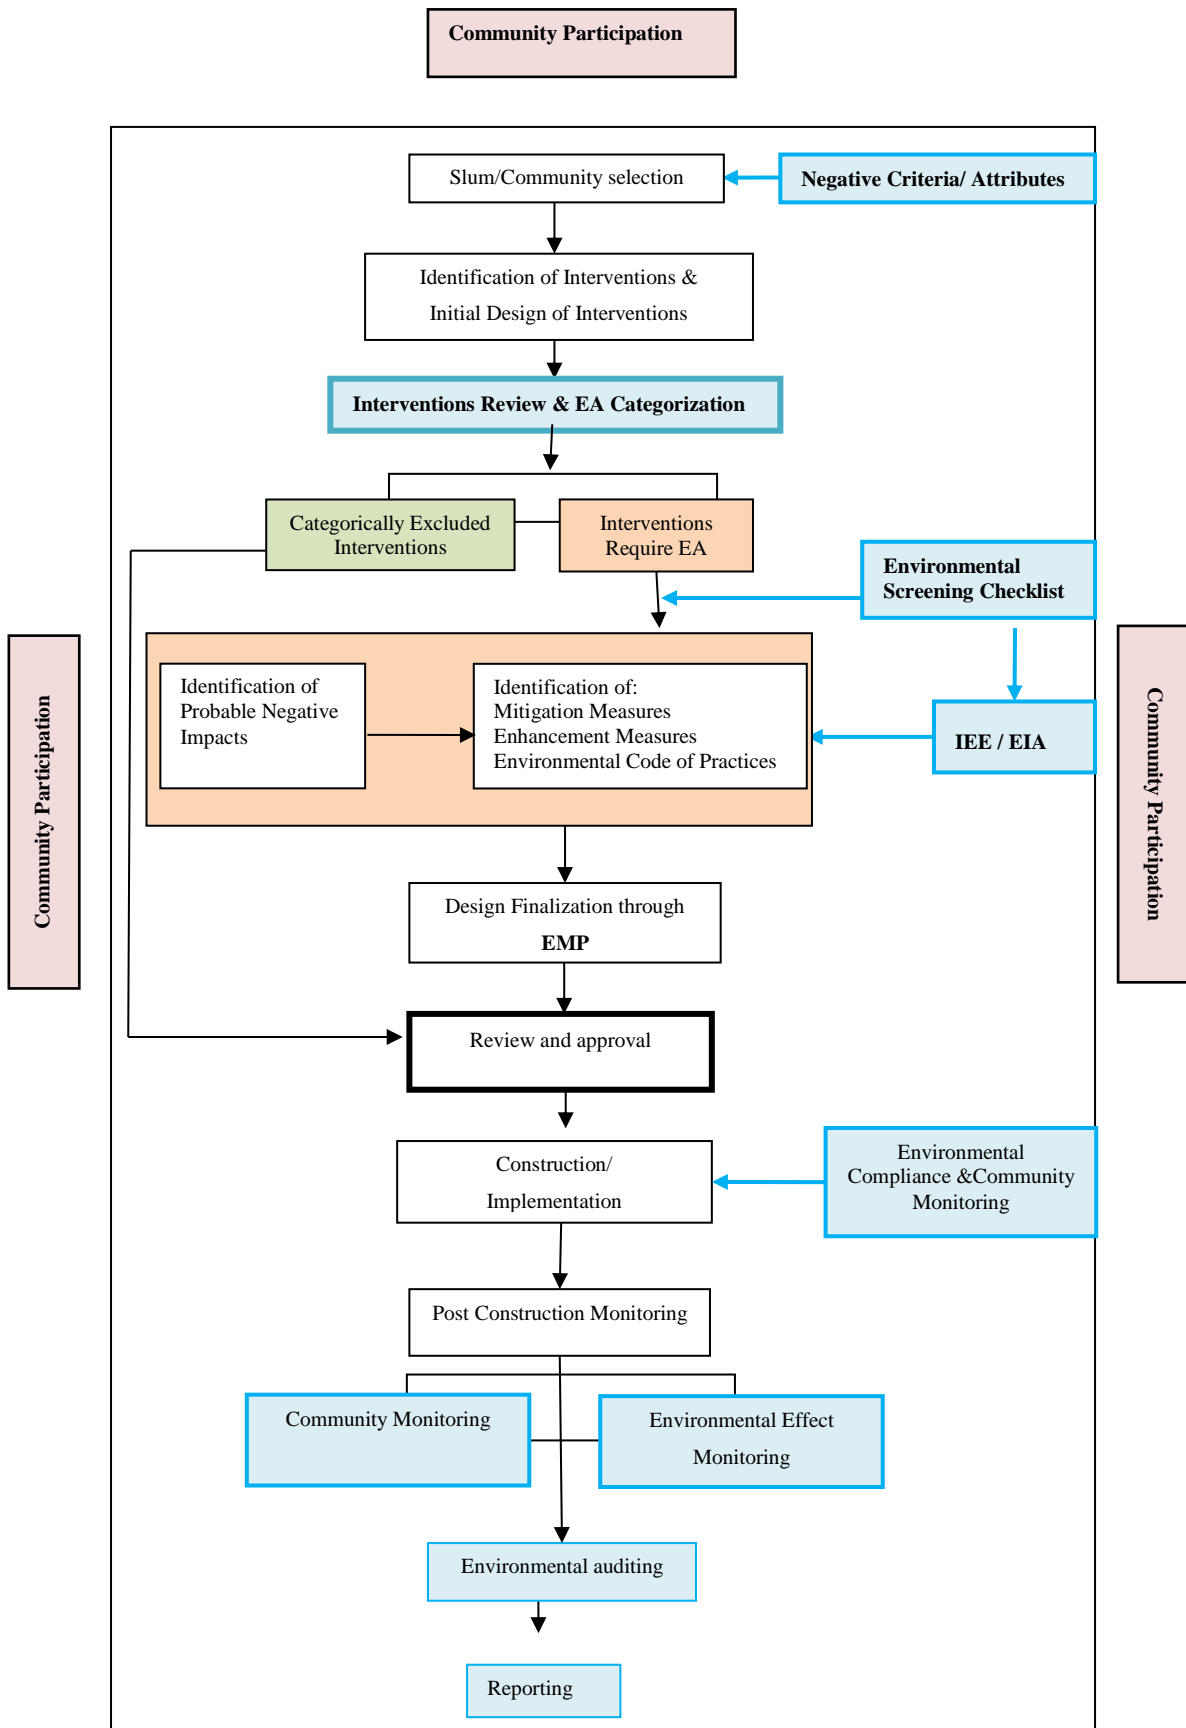 Community Participation
Slum/Community selection
Negative Criteria/ Attributes
Identification of Interventions &
Initial Design of Interventions
Interventions Review & EA Categorization
Categorically Excluded
Interventions
Interventions
Require EA
Environmental
Screening Checklist
Identification of
Probable Negative
Impacts
Identification of:
Mitigation Measures
Enhancement Measures
Environmental Code of Practices
IEE / EIA
Community Participation
Community Participation
Design Finalization through
EMP
Review and approval
Construction/
Implementation
Environmental
Compliance &Community
Monitoring
Post Construction Monitoring
Community Monitoring
Environmental Effect
Monitoring
Environmental auditing
Reporting